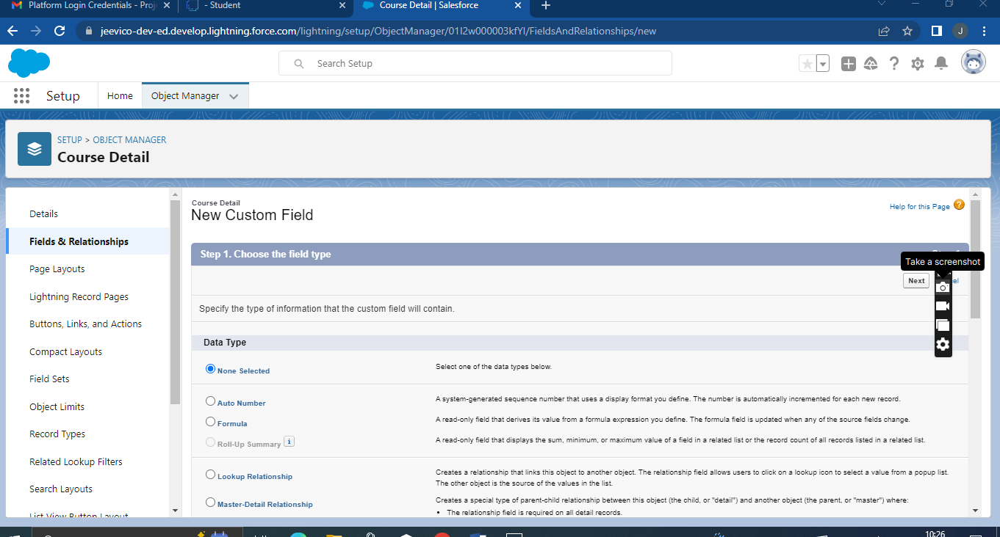 Platform Login Credentials - Proj
- Student
Course Detail | Salesforce
jeevico-dev-ed.develop.lightning.force.com/lightning/setup/ObjectManager/01I2w000003kfYI/FieldsAndRelationships/new
J
Search Setup
Setup
Home
Object Manager
SETUP > OBJECT MANAGER
Course Detail
Details
Fields & Relationships
Page Layouts
Lightning Record Pages
Buttons, Links, and Actions
Compact Layouts
Field Sets
Object Limits
Record Types
Related Lookup Filters
Search Layouts
List View Button Layout
Course Detail
New Custom Field
Help for this Page
Step 1. Choose the field type
Take a screenshot
Next
Specify the type of information that the custom field will contain.
Data Type
None Selected
Select one of the data types below.
Auto Number
A system-generated sequence number that uses a display format you define. The number is automatically incremented for each new record.
Formula
A read-only field that derives its value from a formula expression you define. The formula field is updated when any of the source fields change.
Roll-Up Summary i
A read-only field that displays the sum, minimum, or maximum value of a field in a related list or the record count of all records listed in a related list.
Lookup Relationship
Creates a relationship that links this object to another object. The relationship field allows users to click on a lookup icon to select a value from a popup list.
The other object is the source of the values in the list.
Master-Detail Relationship
Creates a special type of parent-child relationship between this object (the child, or "detail") and another object (the parent, or "master") where:
• The relationship field is required on all detail records.
10:26